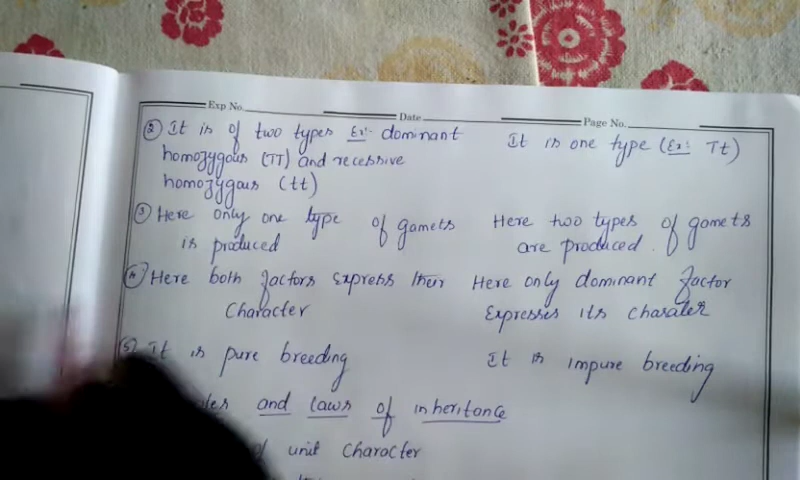 Exp No. Date Page No.
② It is of two types Ex:- dominant
homozygous (TT) and recessive
homozygous (tt)
It is one type (Ex: Tt)
③ Here only one type of gamets
is produced
Here two types of gamets
are produced.
④ Here both factors express their
character
Here only dominant factor
Expresses its charater
⑤ It is pure breeding
It is impure breeding
and laws of inheritance
of unit character